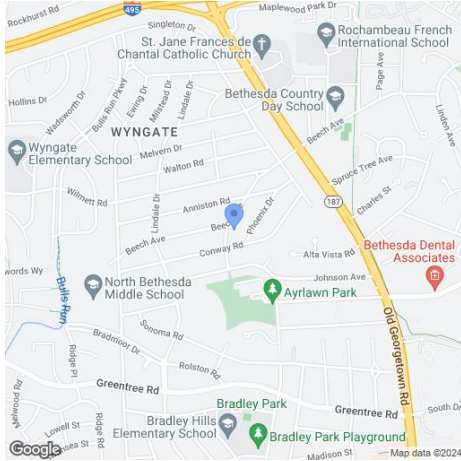 Rockhurst Rd
495
Maplewood Park Dr
Singleton Dr
Rochambeau French
International School
St. Jane Frances de
Chantal Catholic Church
Page Ave
Linden Ave
Hollins Dr
Wadsworth Dr
Bulls Run Pkwy
Ewing Dr
Milstead Dr
Lindale Dr
Bethesda Country
Day School
Beech Ave
WYNGATE
Wyngate
Elementary School
Melvern Dr
Walton Rd
Spruce Tree Ave
Wilmett Rd
187
Charles St
Lindale Dr
Anniston Rd
Beech
Phoenix Dr
Beech Ave
Conway Rd
Alta Vista Rd
Bethesda Dental
Associates
words Wy
Bulls Run
North Bethesda
Middle School
Johnson Ave
Ayrlawn Park
Old Georgetown Rd
Sonoma Rd
Bradmoor Dr
Ridge Pl
Rolston Rd
Melwood Rd
Greentree Rd
Greentree Rd
South Dr
Ridge Rd
Bradley Park
Lowell St
Bradley Hills
Elementary School
Bradley Park Playground
Madison St
Google
Map data ©2024